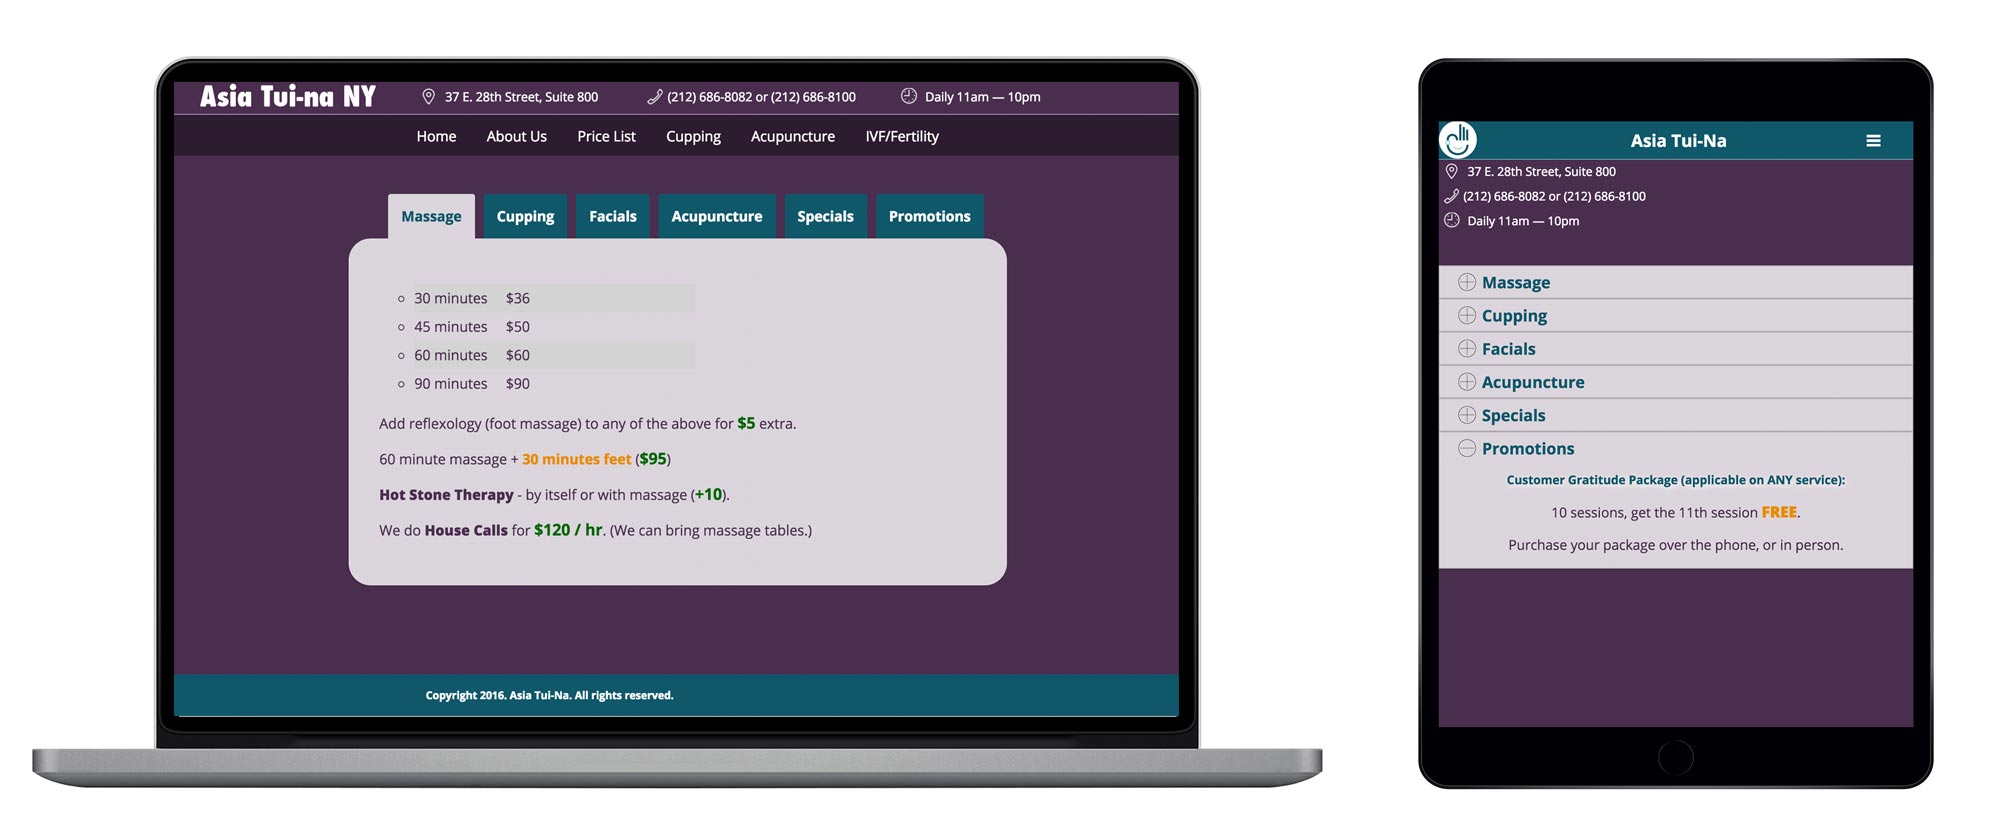 Asia Tui-na NY
37 E. 28th Street, Suite 800
(212) 686-8082 or (212) 686-8100
Daily 11am — 10pm
Home About Us Price List Cupping Acupuncture IVF/Fertility
Massage Cupping Facials Acupuncture Specials Promotions
30 minutes $36
45 minutes $50
60 minutes $60
90 minutes $90
Add reflexology (foot massage) to any of the above for $5 extra.
60 minute massage + 30 minutes feet ($95)
Hot Stone Therapy - by itself or with massage (+10).
We do House Calls for $120 / hr. (We can bring massage tables.)
Copyright 2016. Asia Tui-Na. All rights reserved.
Asia Tui-Na
37 E. 28th Street, Suite 800
(212) 686-8082 or (212) 686-8100
Daily 11am — 10pm
Massage
Cupping
Facials
Acupuncture
Specials
Promotions
Customer Gratitude Package (applicable on ANY service):
10 sessions, get the 11th session FREE.
Purchase your package over the phone, or in person.